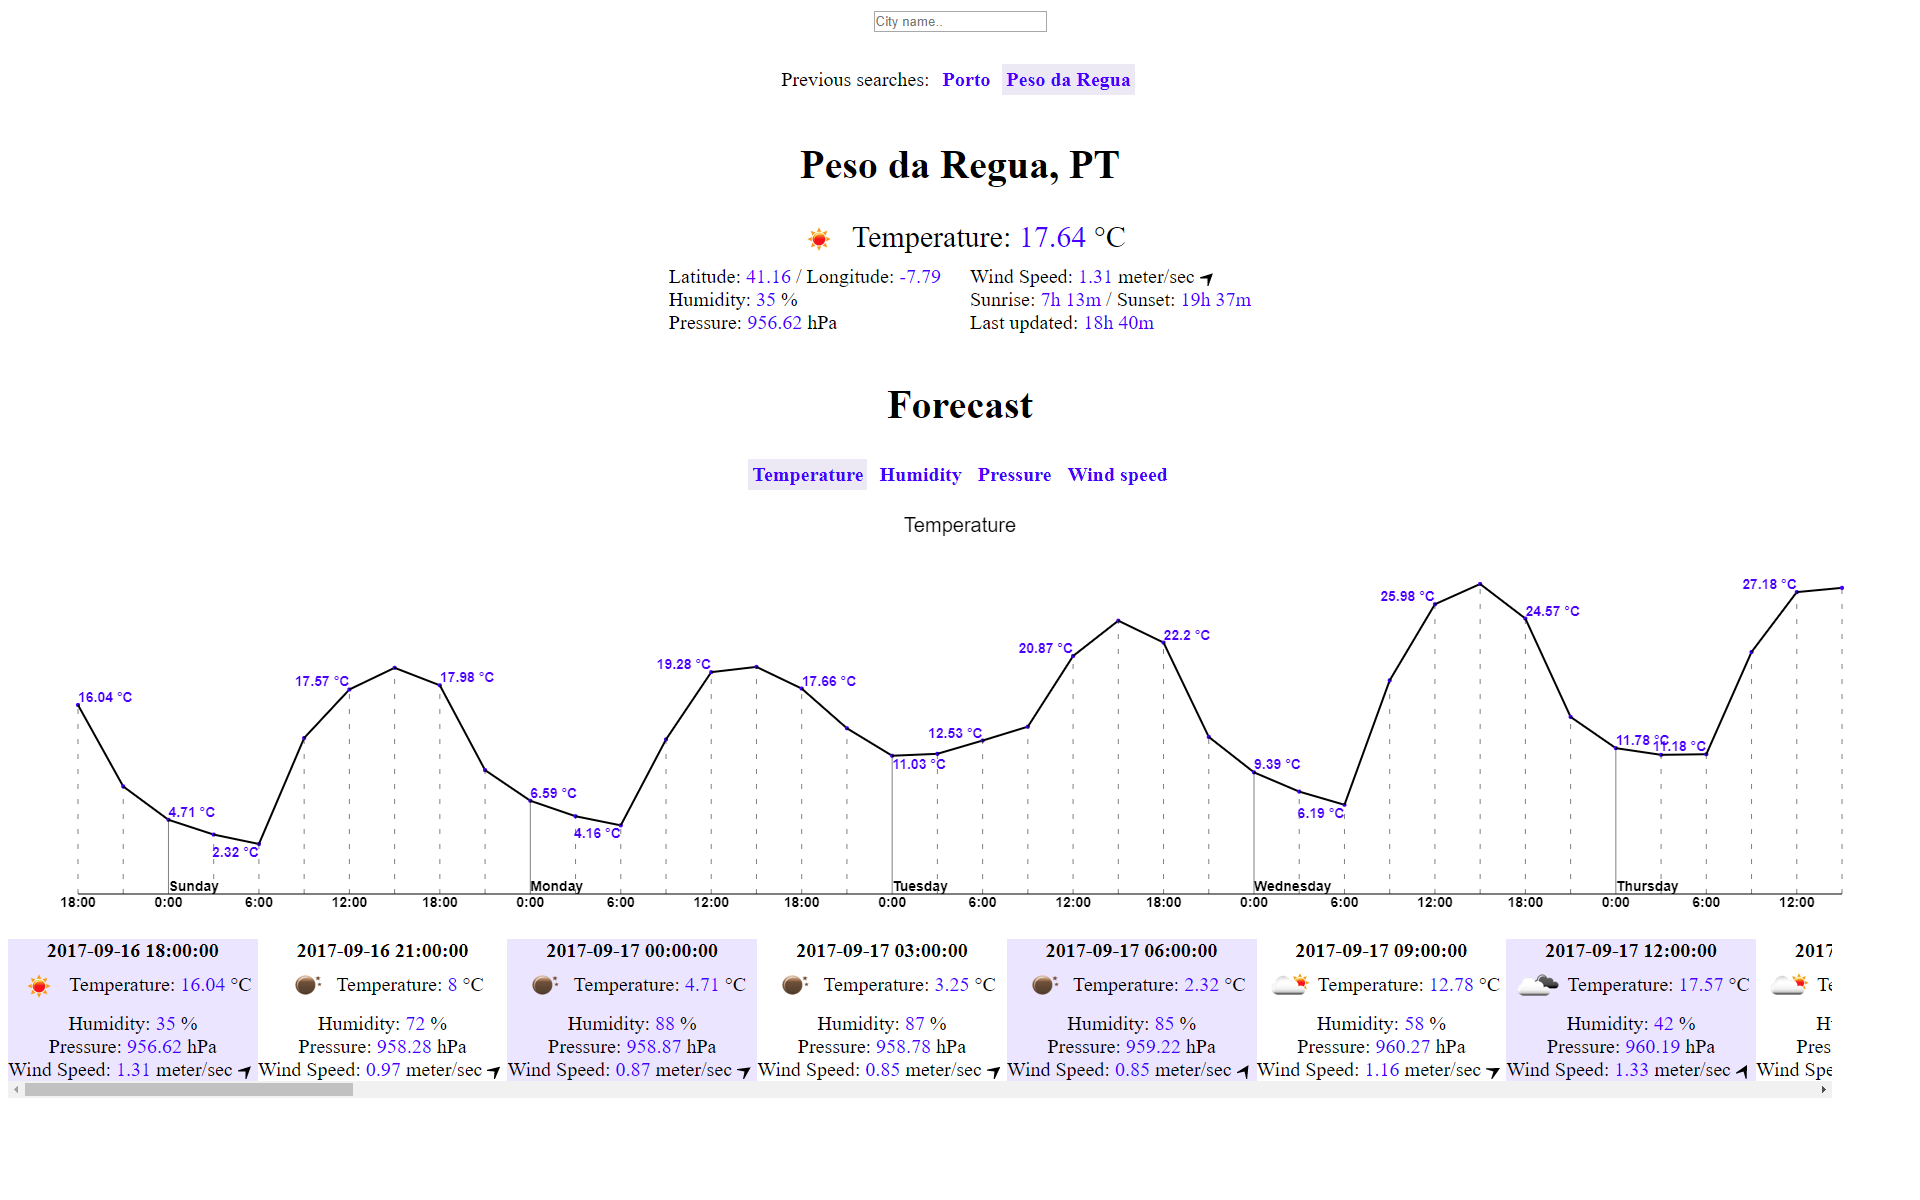 City name..
Previous searches: Porto Peso da Regua
Peso da Regua, PT
Temperature: 17.64 °C
Latitude: 41.16 / Longitude: -7.79
Humidity: 35 %
Pressure: 956.62 hPa
Wind Speed: 1.31 meter/sec
Sunrise: 7h 13m / Sunset: 19h 37m
Last updated: 18h 40m
Forecast
Temperature Humidity Pressure Wind speed
Temperature
16.04 °C
4.71 °C
2.32 °C
17.57 °C
17.98 °C
6.59 °C
4.16 °C
19.28 °C
17.66 °C
11.03 °C
12.53 °C
20.87 °C
22.2 °C
9.39 °C
6.19 °C
25.98 °C
24.57 °C
11.78 °C
11.18 °C
27.18 °C
Sunday Monday Tuesday Wednesday Thursday
18:00 0:00 6:00 12:00 18:00 0:00 6:00 12:00 18:00 0:00 6:00 12:00 18:00 0:00 6:00 12:00 18:00 0:00 6:00 12:00
2017-09-16 18:00:00
Temperature: 16.04 °C
Humidity: 35 %
Pressure: 956.62 hPa
Wind Speed: 1.31 meter/sec
2017-09-16 21:00:00
Temperature: 8 °C
Humidity: 72 %
Pressure: 958.28 hPa
Wind Speed: 0.97 meter/sec
2017-09-17 00:00:00
Temperature: 4.71 °C
Humidity: 88 %
Pressure: 958.87 hPa
Wind Speed: 0.87 meter/sec
2017-09-17 03:00:00
Temperature: 3.25 °C
Humidity: 87 %
Pressure: 958.78 hPa
Wind Speed: 0.85 meter/sec
2017-09-17 06:00:00
Temperature: 2.32 °C
Humidity: 85 %
Pressure: 959.22 hPa
Wind Speed: 0.85 meter/sec
2017-09-17 09:00:00
Temperature: 12.78 °C
Humidity: 58 %
Pressure: 960.27 hPa
Wind Speed: 1.16 meter/sec
2017-09-17 12:00:00
Temperature: 17.57 °C
Humidity: 42 %
Pressure: 960.19 hPa
Wind Speed: 1.33 meter/sec
2017
Te
H
Pres
Wind Spe